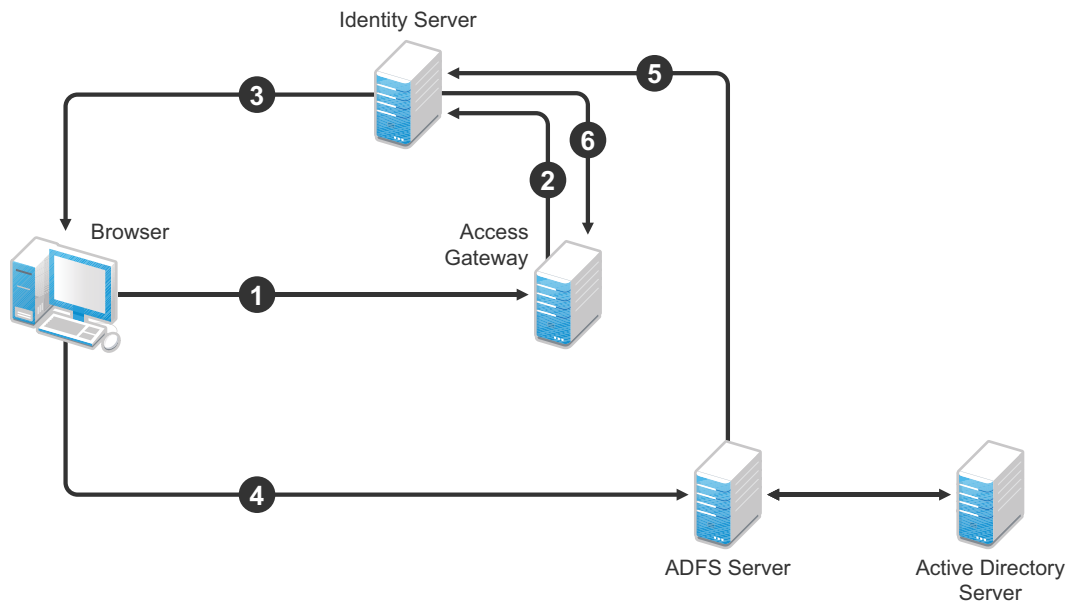 Identity Server
5
3
6
2
Browser
Access
Gateway
1
4
ADFS Server
Active Directory
Server